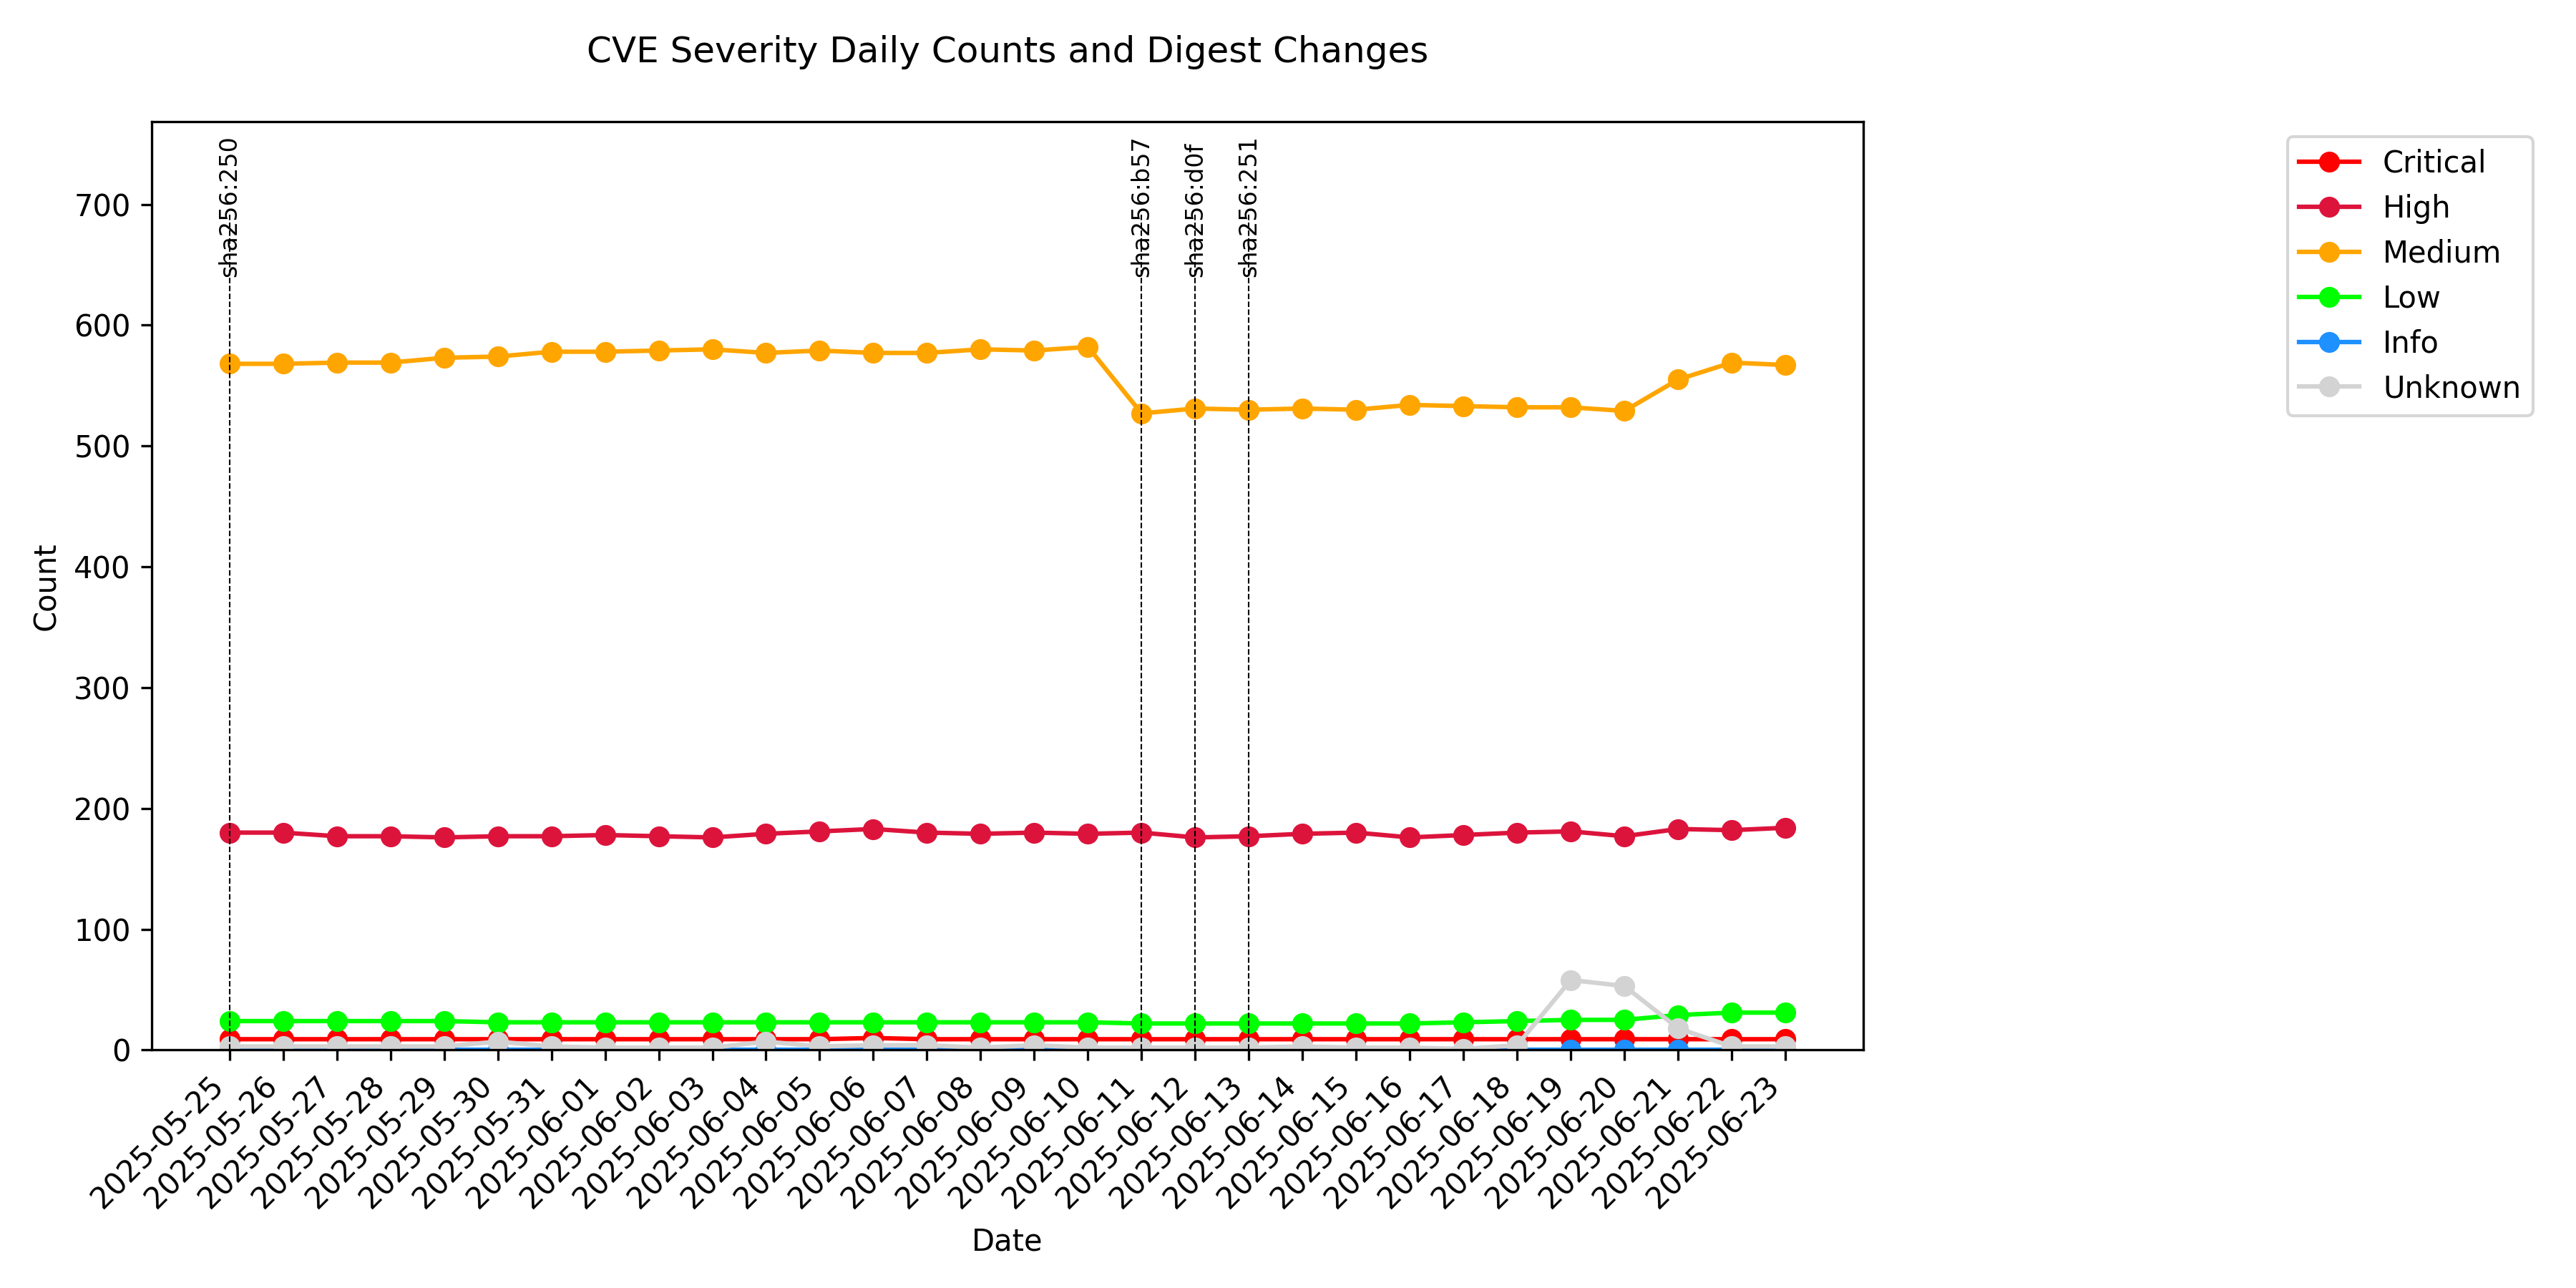 CVE Severity Daily Counts and Digest Changes
sha256:250
sha256:b57
sha256:d0f
sha256:251
Critical
High
Medium
Low
Info
Unknown
700
600
500
400
300
200
100
0
Count
2025-05-25
2025-05-26
2025-05-27
2025-05-28
2025-05-29
2025-05-30
2025-05-31
2025-06-01
2025-06-02
2025-06-03
2025-06-04
2025-06-05
2025-06-06
2025-06-07
2025-06-08
2025-06-09
2025-06-10
2025-06-11
2025-06-12
2025-06-13
2025-06-14
2025-06-15
2025-06-16
2025-06-17
2025-06-18
2025-06-19
2025-06-20
2025-06-21
2025-06-22
2025-06-23
Date